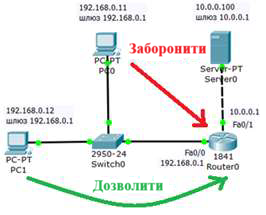 192.168.0.11
шлюз 192.168.0.1
10.0.0.100
шлюз 10.0.0.1
Заборонити
PC-PT
PC0
Server-PT
Server0
192.168.0.12
шлюз 192.168.0.1
10.0.0.1
Fa0/1
Fa0/0
192.168.0.1
PC-PT
PC1
2950-24
Switch0
1841
Router0
Дозволити